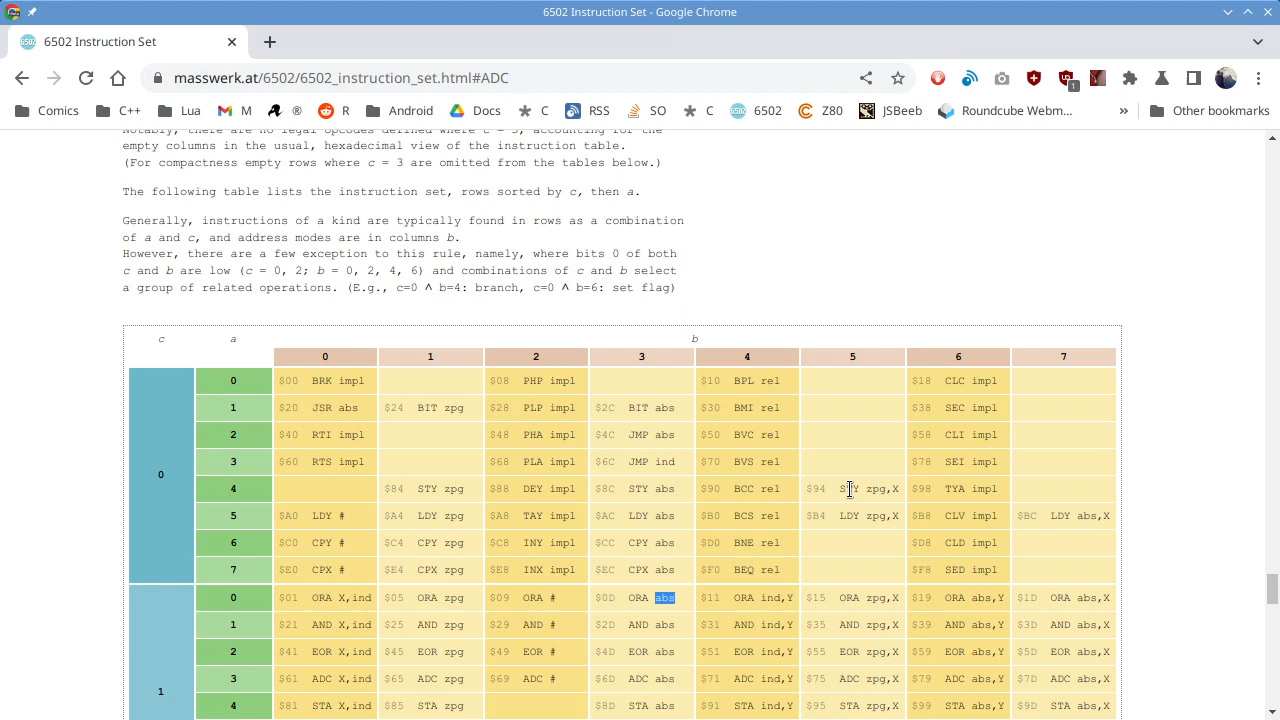 6502 Instruction Set - Google Chrome
6502 6502 Instruction Set
masswerk.at/6502/6502_instruction_set.html#ADC
1
Comics C++ Lua M ® R Android Docs C RSS SO C 6502 6502 Z80 JSBeeb Roundcube Webm... » Other bookmarks
empty columns in the usual, hexadecimal view of the instruction table.
(For compactness empty rows where c = 3 are omitted from the tables below.)
The following table lists the instruction set, rows sorted by c, then a.
Generally, instructions of a kind are typically found in rows as a combination
of a and c, and address modes are in columns b.
However, there are a few exception to this rule, namely, where bits 0 of both
c and b are low (c = 0, 2; b = 0, 2, 4, 6) and combinations of c and b select
a group of related operations. (E.g., c=0 ^ b=4: branch, c=0 ^ b=6: set flag)
c a b
0 1 2 3 4 5 6 7
0 $00 BRK impl $08 PHP impl $10 BPL rel $18 CLC impl
1 $20 JSR abs $24 BIT zpg $28 PLP impl $2C BIT abs $30 BMI rel $38 SEC impl
2 $40 RTI impl $48 PHA impl $4C JMP abs $50 BVC rel $58 CLI impl
3 $60 RTS impl $68 PLA impl $6C JMP ind $70 BVS rel $78 SEI impl
0
4 $84 STY zpg $88 DEY impl $8C STY abs $90 BCC rel $94 STY zpg,X $98 TYA impl
5 $A0 LDY # $A4 LDY zpg $A8 TAY impl $AC LDY abs $B0 BCS rel $B4 LDY zpg,X $B8 CLV impl $BC LDY abs,X
6 $C0 CPY # $C4 CPY zpg $C8 INY impl $CC CPY abs $D0 BNE rel $D8 CLD impl
7 $E0 CPX # $E4 CPX zpg $E8 INX impl $EC CPX abs $F0 BEQ rel $F8 SED impl
0 $01 ORA X,ind $05 ORA zpg $09 ORA # $0D ORA abs $11 ORA ind,Y $15 ORA zpg,X $19 ORA abs,Y $1D ORA abs,X
1 $21 AND X,ind $25 AND zpg $29 AND # $2D AND abs $31 AND ind,Y $35 AND zpg,X $39 AND abs,Y $3D AND abs,X
2 $41 EOR X,ind $45 EOR zpg $49 EOR # $4D EOR abs $51 EOR ind,Y $55 EOR zpg,X $59 EOR abs,Y $5D EOR abs,X
3 $61 ADC X,ind $65 ADC zpg $69 ADC # $6D ADC abs $71 ADC ind,Y $75 ADC zpg,X $79 ADC abs,Y $7D ADC abs,X
1
4 $81 STA X,ind $85 STA zpg $8D STA abs $91 STA ind,Y $95 STA zpg,X $99 STA abs,Y $9D STA abs,X